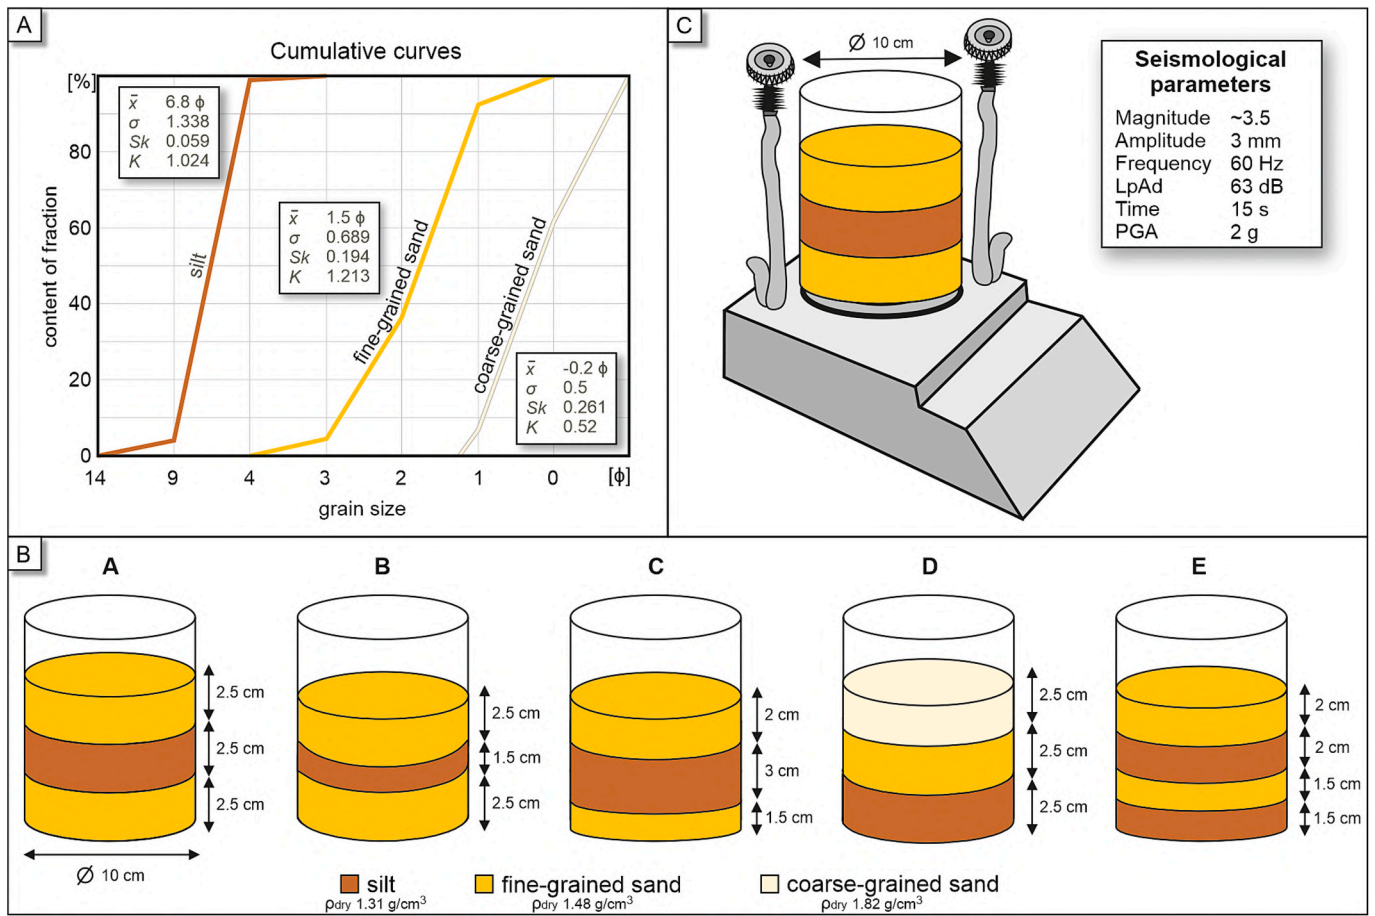 A
Cumulative curves
[%]
80
60
40
20
0
content of fraction
x̄ 6.8 ϕ
σ 1.338
Sk 0.059
K 1.024
x̄ 1.5 ϕ
σ 0.689
Sk 0.194
K 1.213
x̄ -0.2 ϕ
σ 0.5
Sk 0.261
K 0.52
silt
fine-grained sand
coarse-grained sand
14 9 4 3 2 1 0 [ϕ]
grain size
C
Ø 10 cm
Seismological
parameters
Magnitude ~3.5
Amplitude 3 mm
Frequency 60 Hz
LpAd 63 dB
Time 15 s
PGA 2 g
B
A B C D E
2.5 cm
2.5 cm
2.5 cm
Ø 10 cm
2.5 cm
1.5 cm
2.5 cm
2 cm
3 cm
1.5 cm
2.5 cm
2.5 cm
2.5 cm
2 cm
2 cm
1.5 cm
1.5 cm
silt
ρdry 1.31 g/cm³
fine-grained sand
ρdry 1.48 g/cm³
coarse-grained sand
ρdry 1.82 g/cm³